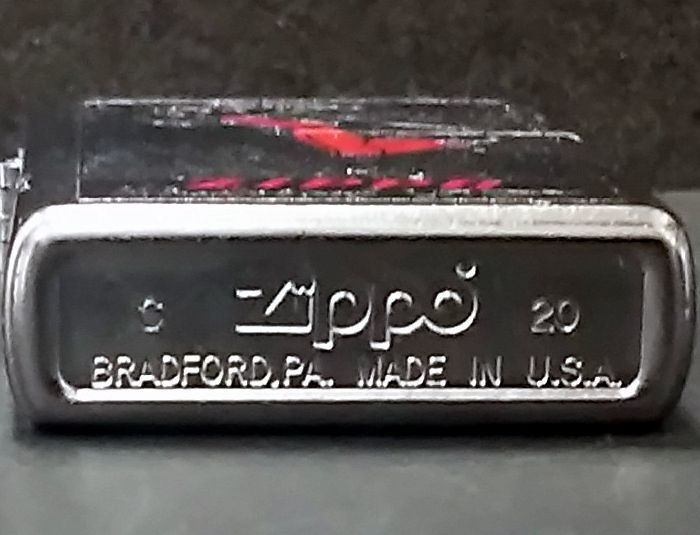 C zippo 20
BRADFORD,PA. MADE IN U.S.A.